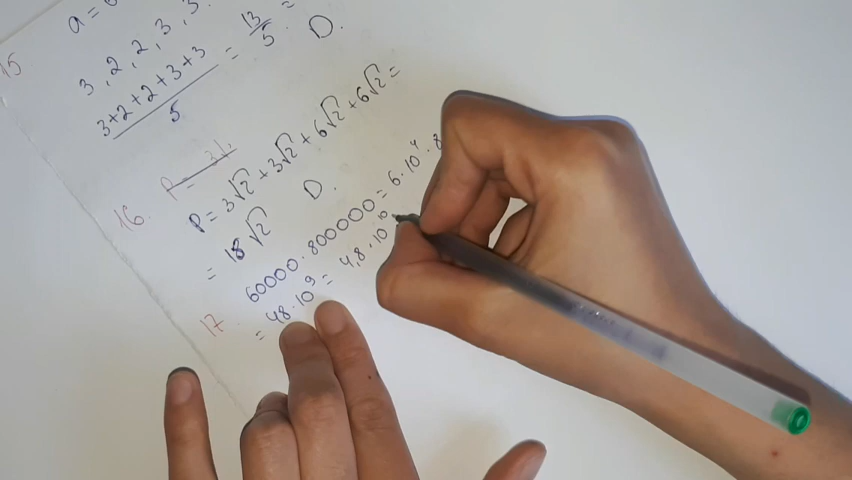 a =
15
3, 2, 2, 3, 3.
3+2+2+3+3 / 5 = 13/5 =
D.
16.
P = 3√2 + 3√2 + 6√2 + 6√2 =
= 18√2 D.
17. 60000 · 800000 = 6 · 10⁴ · 8
= 48 · 10⁹ = 4,8 · 10¹⁰